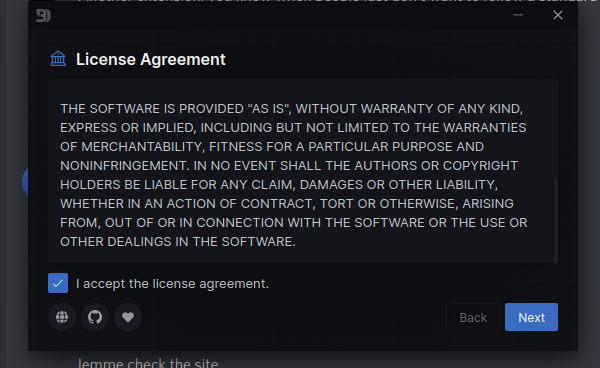 License Agreement
THE SOFTWARE IS PROVIDED "AS IS", WITHOUT WARRANTY OF ANY KIND,
EXPRESS OR IMPLIED, INCLUDING BUT NOT LIMITED TO THE WARRANTIES
OF MERCHANTABILITY, FITNESS FOR A PARTICULAR PURPOSE AND
NONINFRINGEMENT. IN NO EVENT SHALL THE AUTHORS OR COPYRIGHT
HOLDERS BE LIABLE FOR ANY CLAIM, DAMAGES OR OTHER LIABILITY,
WHETHER IN AN ACTION OF CONTRACT, TORT OR OTHERWISE, ARISING
FROM, OUT OF OR IN CONNECTION WITH THE SOFTWARE OR THE USE OR
OTHER DEALINGS IN THE SOFTWARE.
I accept the license agreement.
Back Next
lemme check the site